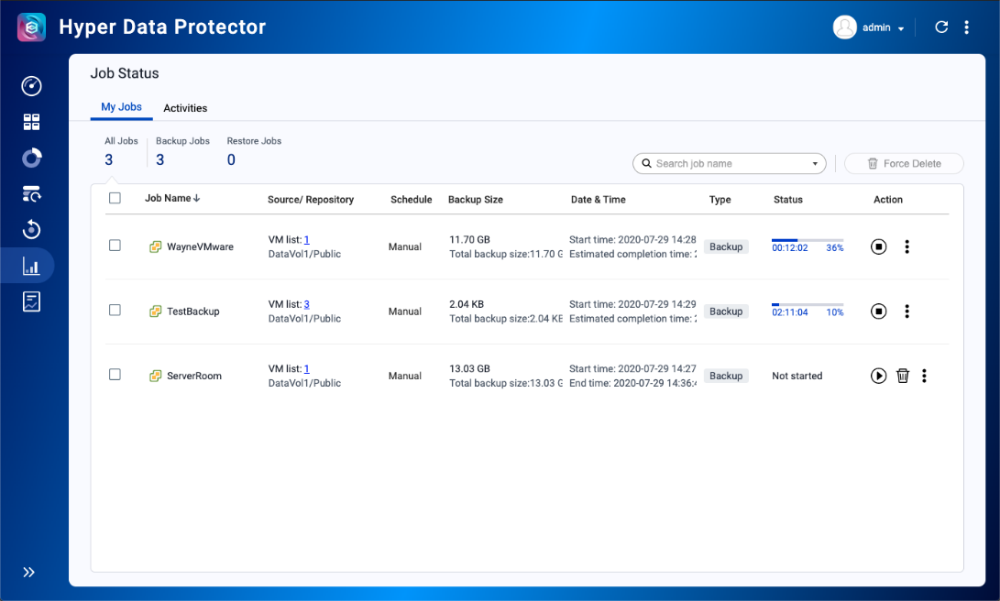 Hyper Data Protector
admin
Job Status
My Jobs Activities
All Jobs Backup Jobs Restore Jobs
3 3 0
Search job name Force Delete
Job Name Source/ Repository Schedule Backup Size Date & Time Type Status Action
WayneVMware
VM list: 1
DataVol1/Public
Manual
11.70 GB
Total backup size:11.70 G
Start time: 2020-07-29 14:28
Estimated completion time:
Backup
00:12:02 36%
TestBackup
VM list: 3
DataVol1/Public
Manual
2.04 KB
Total backup size:2.04 KE
Start time: 2020-07-29 14:29
Estimated completion time:
Backup
02:11:04 10%
ServerRoom
VM list: 1
DataVol1/Public
Manual
13.03 GB
Total backup size:13.03 G
Start time: 2020-07-29 14:27
End time: 2020-07-29 14:36:4
Backup
Not started